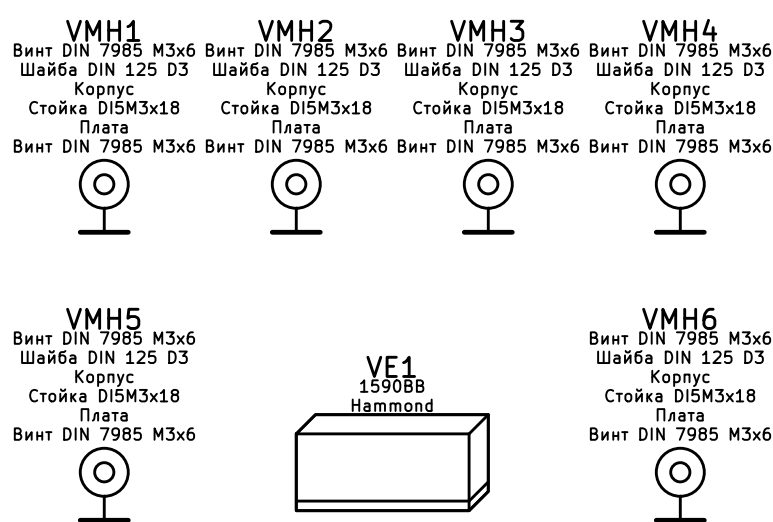 VMH1
Винт DIN 7985 M3x6
Шайба DIN 125 D3
Корпус
Стойка DI5M3x18
Плата
Винт DIN 7985 M3x6
VMH2
Винт DIN 7985 M3x6
Шайба DIN 125 D3
Корпус
Стойка DI5M3x18
Плата
Винт DIN 7985 M3x6
VMH3
Винт DIN 7985 M3x6
Шайба DIN 125 D3
Корпус
Стойка DI5M3x18
Плата
Винт DIN 7985 M3x6
VMH4
Винт DIN 7985 M3x6
Шайба DIN 125 D3
Корпус
Стойка DI5M3x18
Плата
Винт DIN 7985 M3x6
VMH5
Винт DIN 7985 M3x6
Шайба DIN 125 D3
Корпус
Стойка DI5M3x18
Плата
Винт DIN 7985 M3x6
VE1
1590BB
Hammond
VMH6
Винт DIN 7985 M3x6
Шайба DIN 125 D3
Корпус
Стойка DI5M3x18
Плата
Винт DIN 7985 M3x6